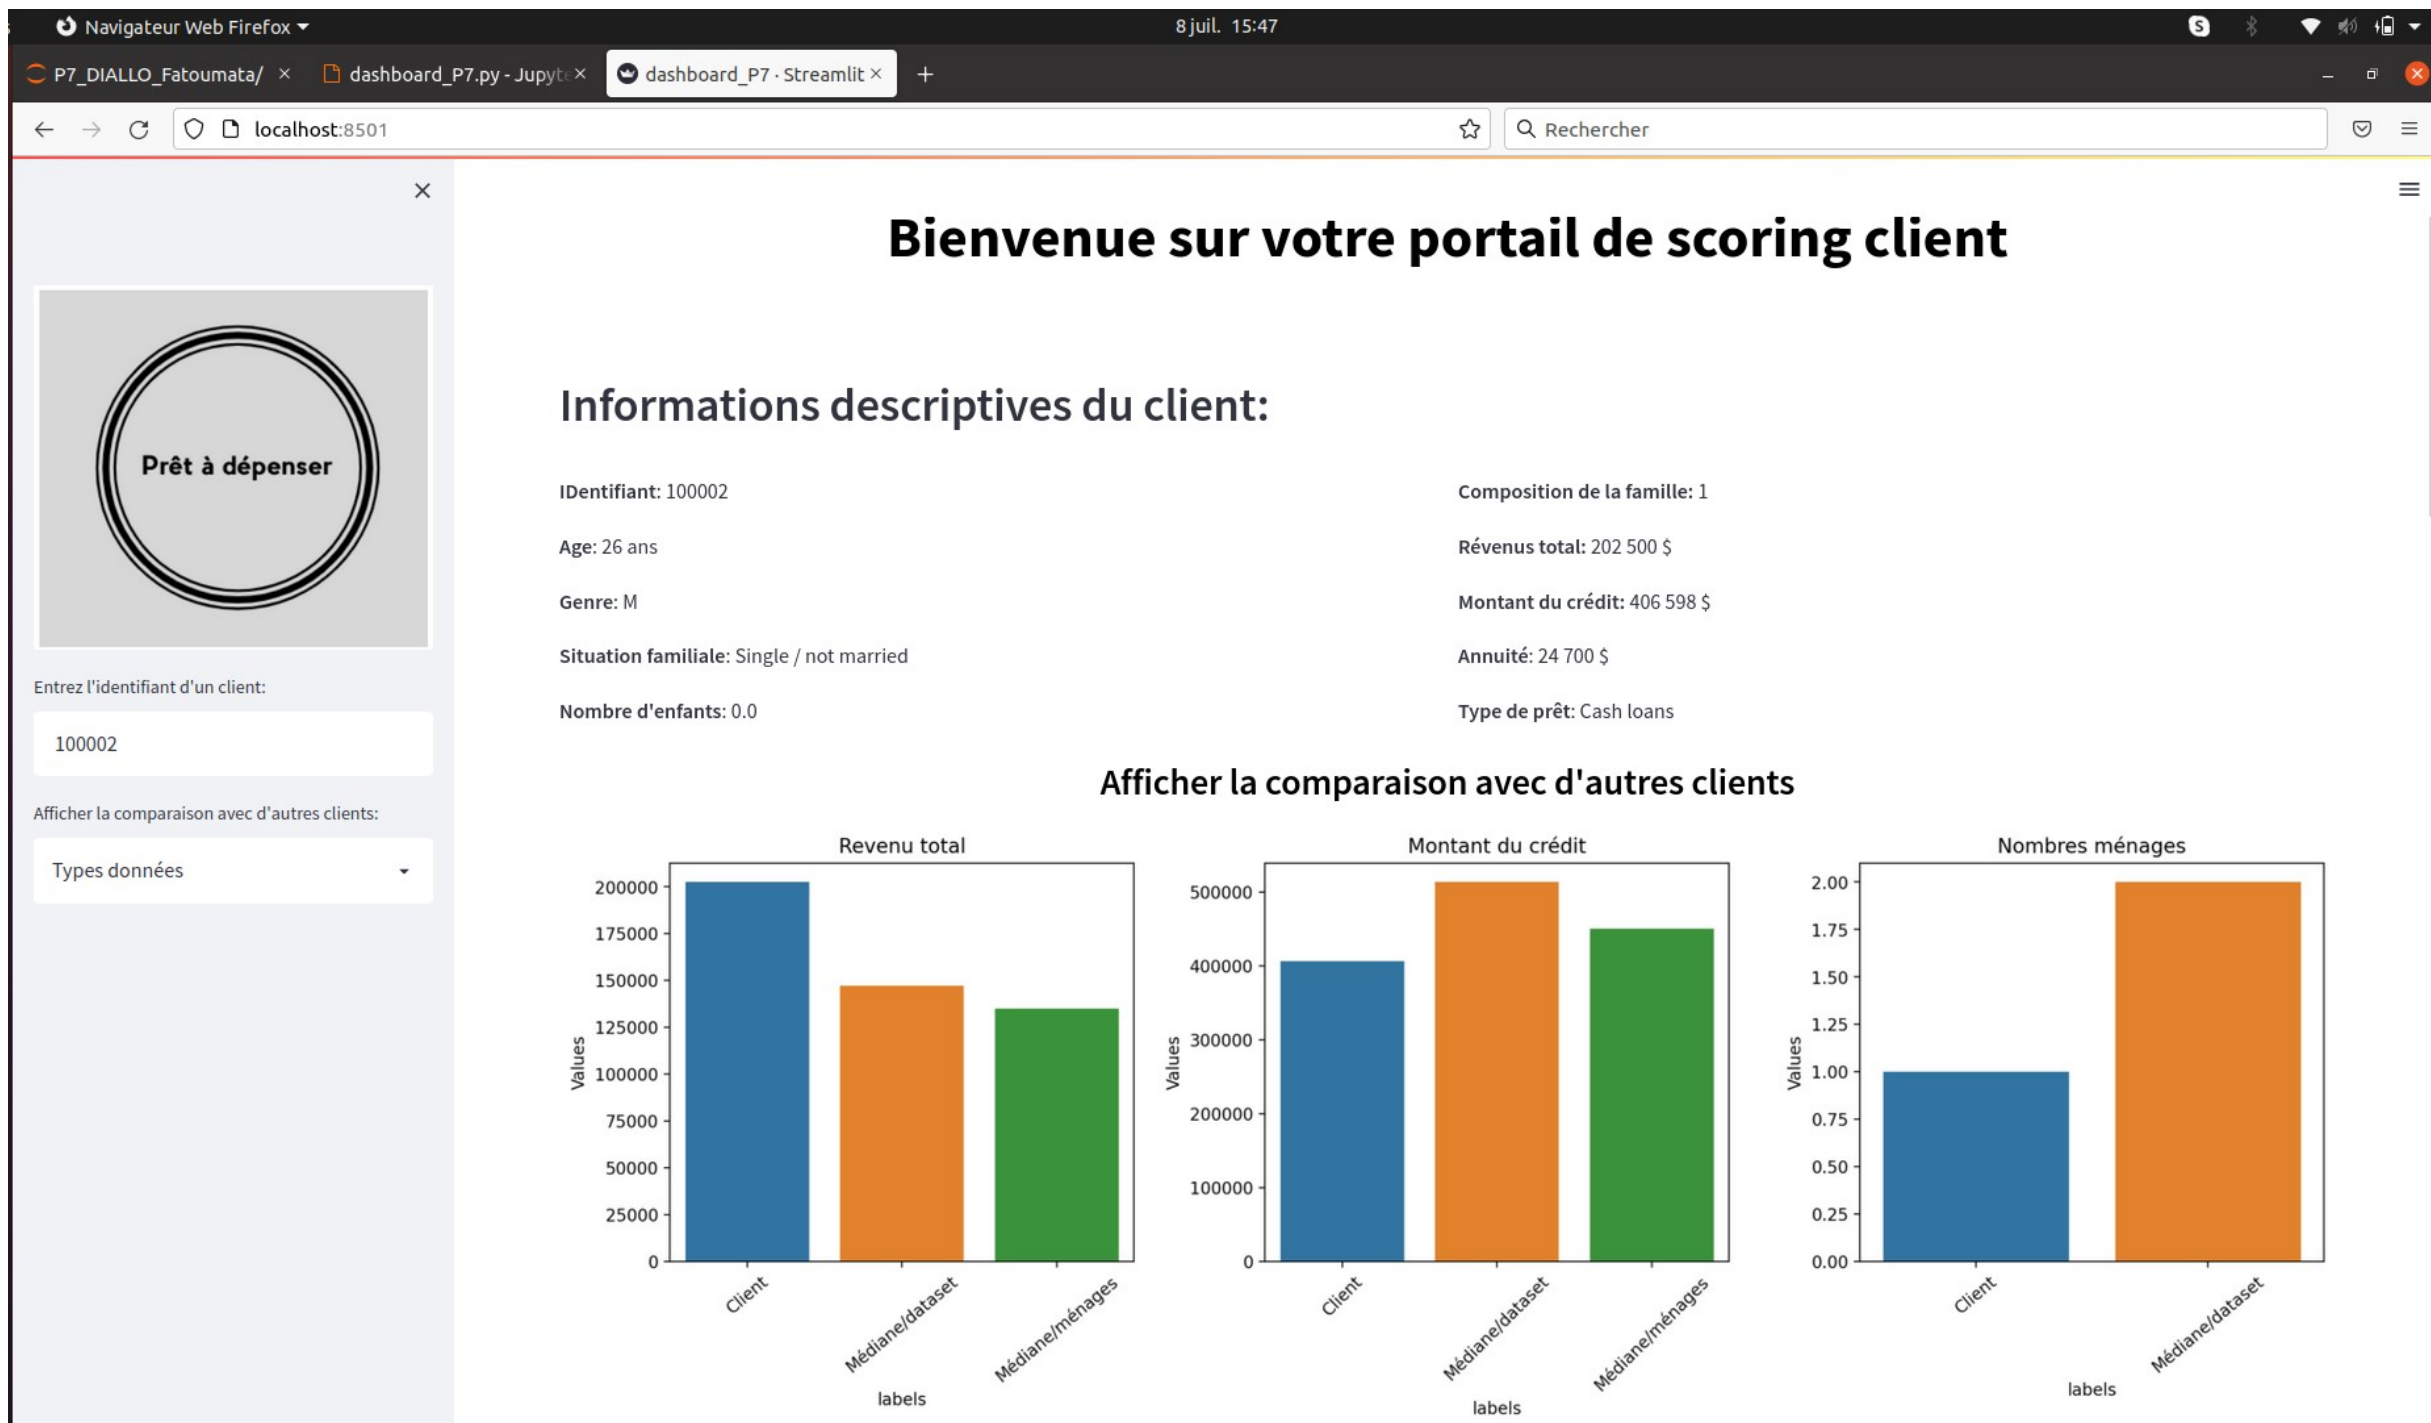 Navigateur Web Firefox
8 juil. 15:47
P7_DIALLO_Fatoumata/
dashboard_P7.py - Jupyte
dashboard_P7 · Streamlit
localhost:8501
Rechercher
Bienvenue sur votre portail de scoring client
Prêt à dépenser
Entrez l'identifiant d'un client:
100002
Afficher la comparaison avec d'autres clients:
Types données
Informations descriptives du client:
IDentifiant: 100002
Age: 26 ans
Genre: M
Situation familiale: Single / not married
Nombre d'enfants: 0.0
Composition de la famille: 1
Révenus total: 202 500 $
Montant du crédit: 406 598 $
Annuité: 24 700 $
Type de prêt: Cash loans
Afficher la comparaison avec d'autres clients
Revenu total
200000
175000
150000
125000
100000
75000
50000
25000
0
Values
Client
Médiane/dataset
Médiane/ménages
labels
Montant du crédit
500000
400000
300000
200000
100000
0
Values
Client
Médiane/dataset
Médiane/ménages
labels
Nombres ménages
2.00
1.75
1.50
1.25
1.00
0.75
0.50
0.25
0.00
Values
Client
Médiane/dataset
labels